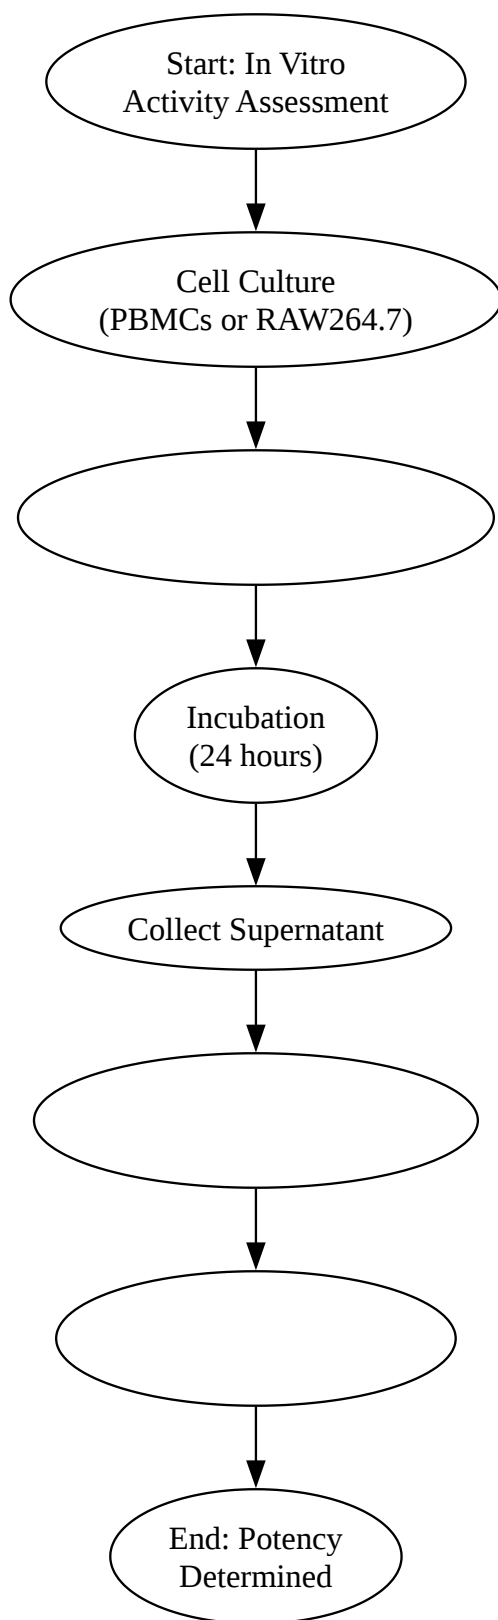 Start: In Vitro
Activity Assessment
Cell Culture
(PBMCs or RAW264.7)
Incubation
(24 hours)
Collect Supernatant
End: Potency
Determined